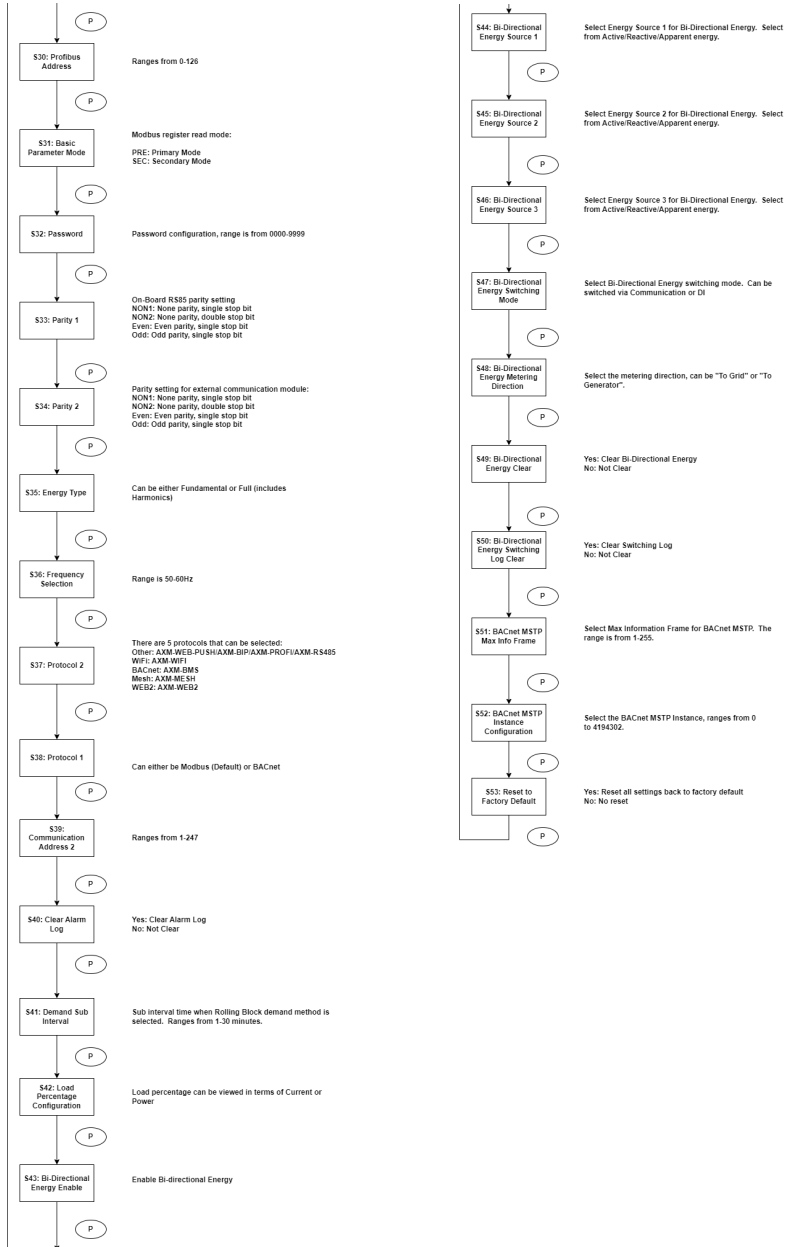 P
S30: Profibus
Address
Ranges from 0-126
P
S31: Basic
Parameter Mode
Modbus register read mode:
PRE: Primary Mode
SEC: Secondary Mode
P
S32: Password
Password configuration, range is from 0000-9999
P
S33: Parity 1
On-Board RS85 parity setting
NON1: None parity, single stop bit
NON2: None parity, double stop bit
Even: Even parity, single stop bit
Odd: Odd parity, single stop bit
P
S34: Parity 2
Parity setting for external communication module:
NON1: None parity, single stop bit
NON2: None parity, double stop bit
Even: Even parity, single stop bit
Odd: Odd parity, single stop bit
P
S35: Energy Type
Can be either Fundamental or Full (includes
Harmonics)
P
S36: Frequency
Selection
Range is 50-60Hz
P
S37: Protocol 2
There are 5 protocols that can be selected:
Other: AXM-WEB-PUSH/AXM-BIP/AXM-PROFI/AXM-RS485
WiFi: AXM-WIFI
BACnet: AXM-BMS
Mesh: AXM-MESH
WEB2: AXM-WEB2
P
S38: Protocol 1
Can either be Modbus (Default) or BACnet
P
S39:
Communication
Address 2
Ranges from 1-247
P
S40: Clear Alarm
Log
Yes: Clear Alarm Log
No: Not Clear
P
S41: Demand Sub
Interval
Sub interval time when Rolling Block demand method is
selected. Ranges from 1-30 minutes.
P
S42: Load
Percentage
Configuration
Load percentage can be viewed in terms of Current or
Power
P
S43: Bi-Directional
Energy Enable
Enable Bi-directional Energy
P
S44: Bi-Directional
Energy Source 1
Select Energy Source 1 for Bi-Directional Energy. Select
from Active/Reactive/Apparent energy.
P
S45: Bi-Directional
Energy Source 2
Select Energy Source 2 for Bi-Directional Energy. Select
from Active/Reactive/Apparent energy.
P
S46: Bi-Directional
Energy Source 3
Select Energy Source 3 for Bi-Directional Energy. Select
from Active/Reactive/Apparent energy.
P
S47: Bi-Directional
Energy Switching
Mode
Select Bi-Directional Energy switching mode. Can be
switched via Communication or DI
P
S48: Bi-Directional
Energy Metering
Direction
Select the metering direction, can be "To Grid" or "To
Generator".
P
S49: Bi-Directional
Energy Clear
Yes: Clear Bi-Directional Energy
No: Not Clear
P
S50: Bi-Directional
Energy Switching
Log Clear
Yes: Clear Switching Log
No: Not Clear
P
S51: BACnet MSTP
Max Info Frame
Select Max Information Frame for BACnet MSTP. The
range is from 1-255.
P
S52: BACnet MSTP
Instance
Configuration
Select the BACnet MSTP Instance, ranges from 0
to 4194302.
P
S53: Reset to
Factory Default
Yes: Reset all settings back to factory default
No: No reset
P